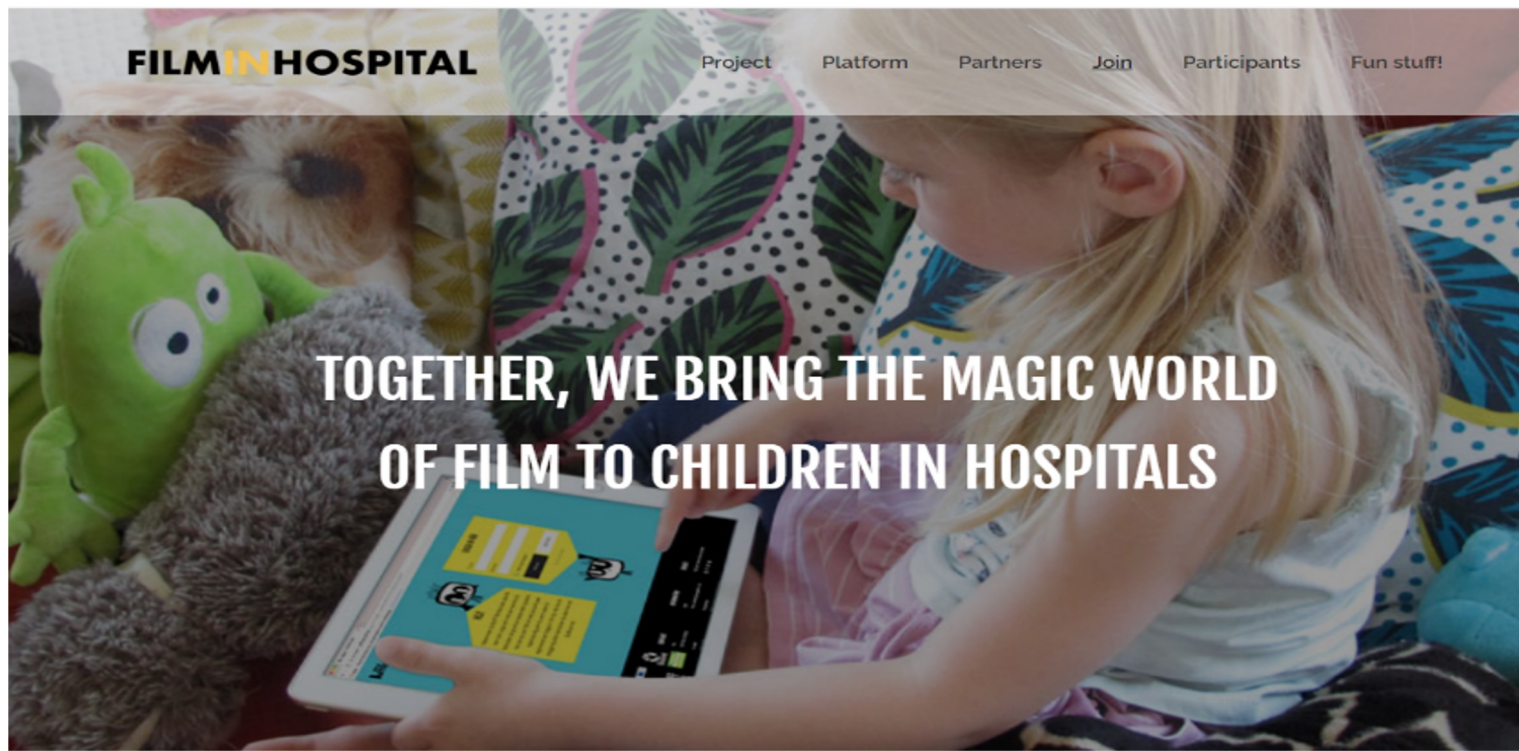 FILMINHOSPITAL
Project Platform Partners Join Participants Fun stuff!
TOGETHER, WE BRING THE MAGIC WORLD
OF FILM TO CHILDREN IN HOSPITALS